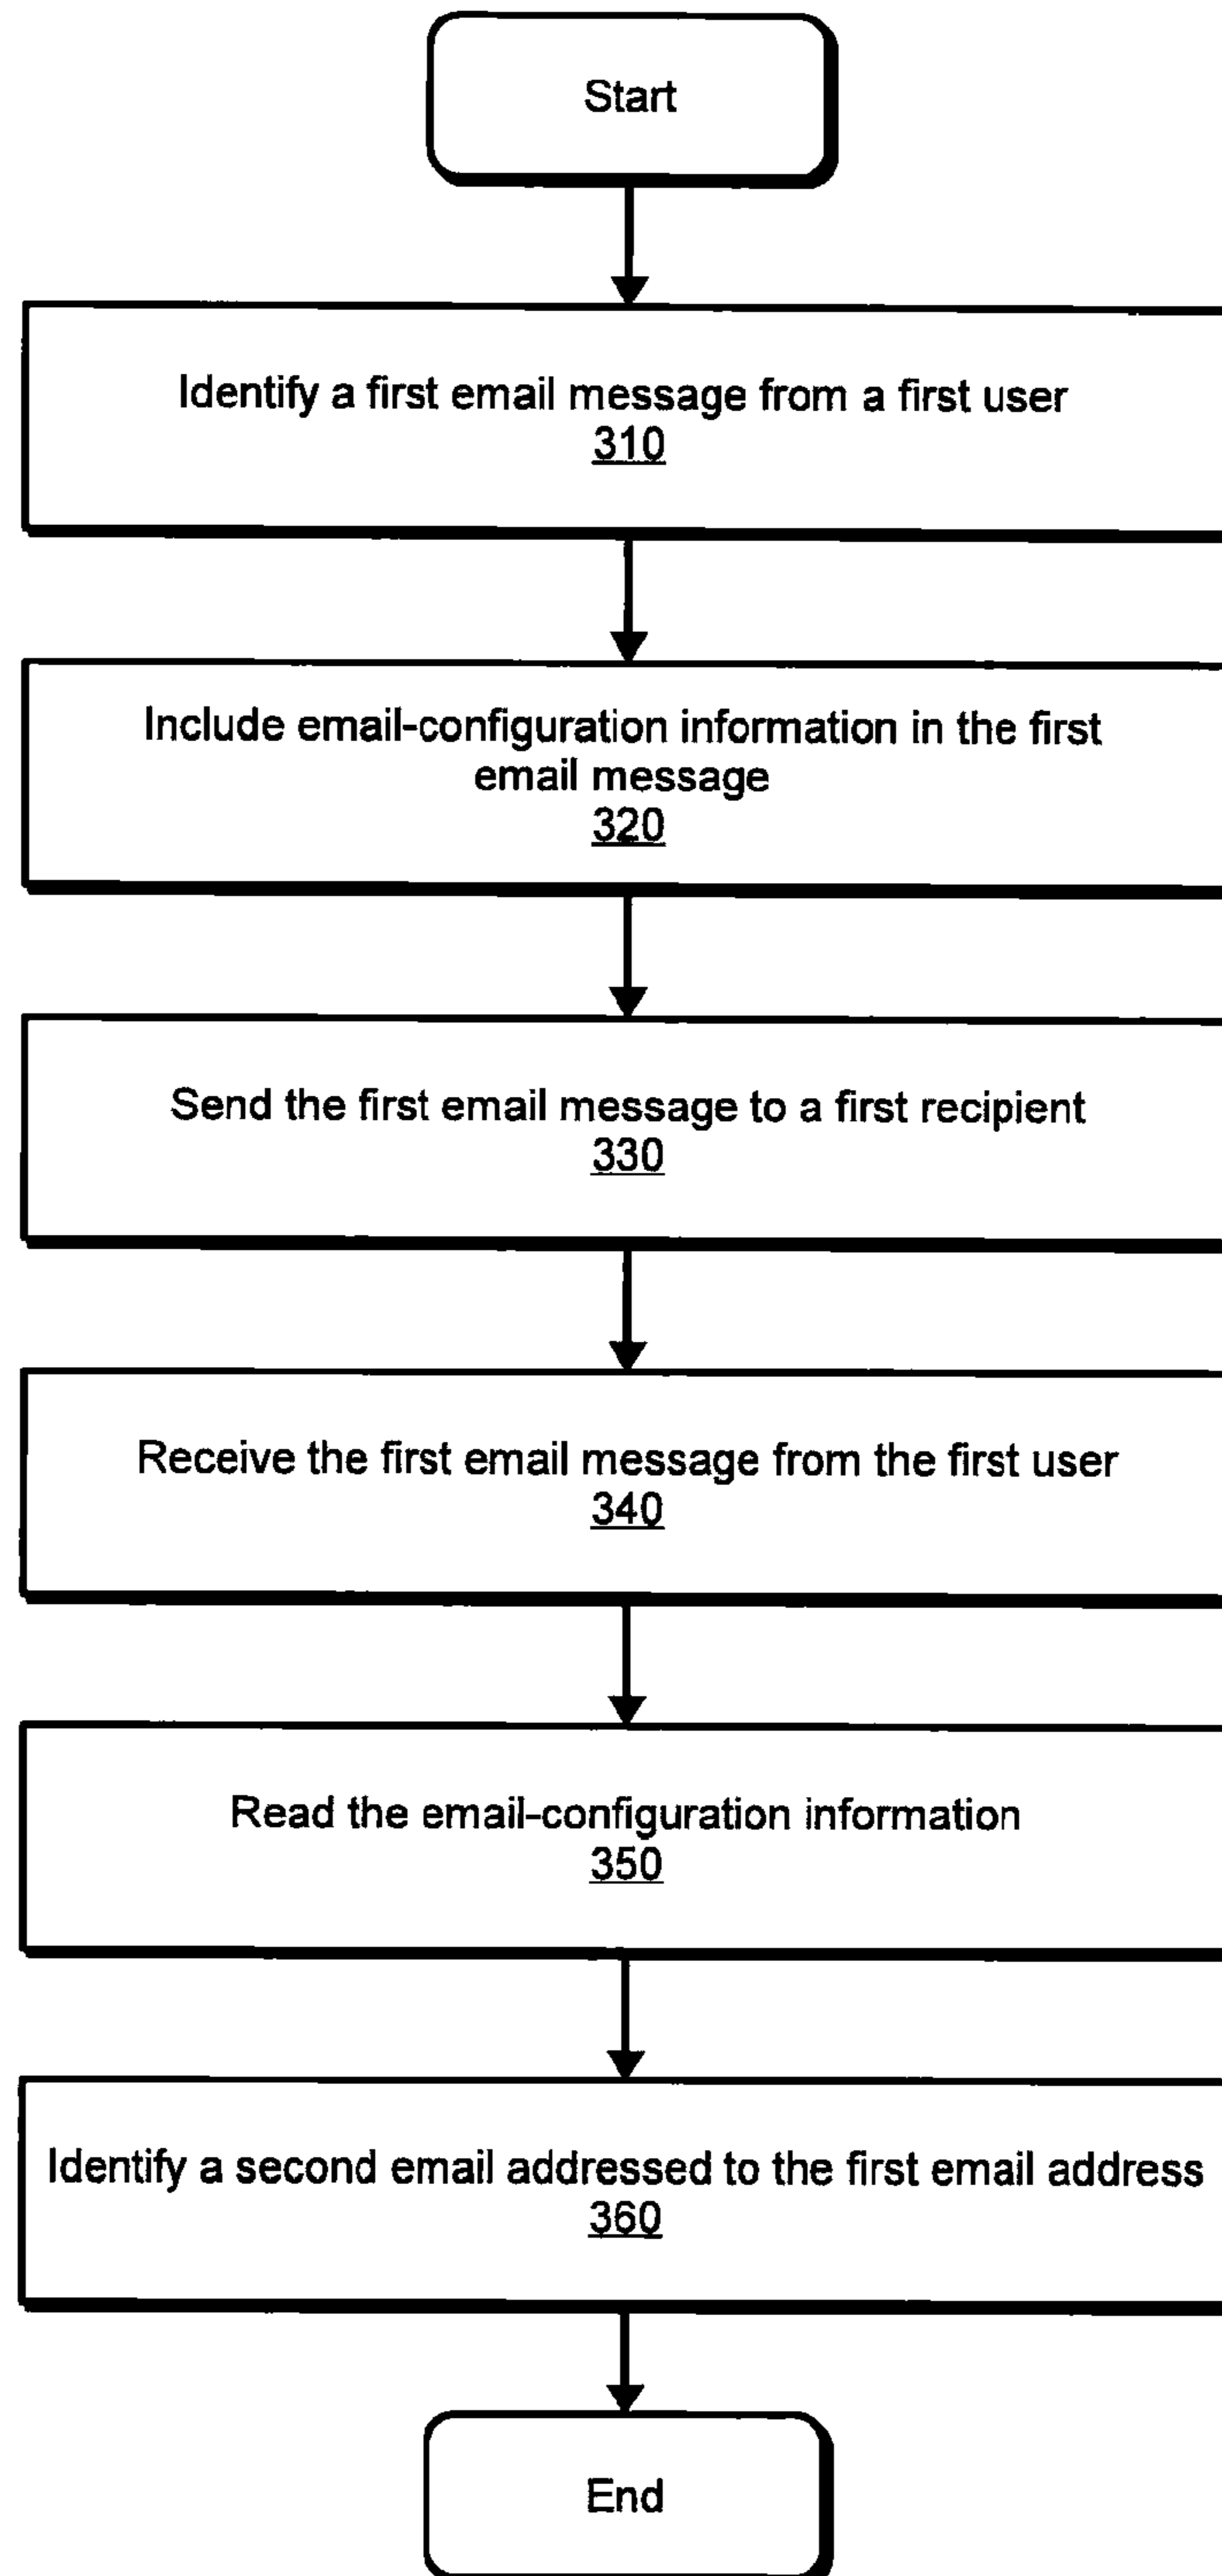 Start
Identify a first email message from a first user
310
Include email-configuration information in the first
email message
320
Send the first email message to a first recipient
330
Receive the first email message from the first user
340
Read the email-configuration information
350
Identify a second email addressed to the first email address
360
End